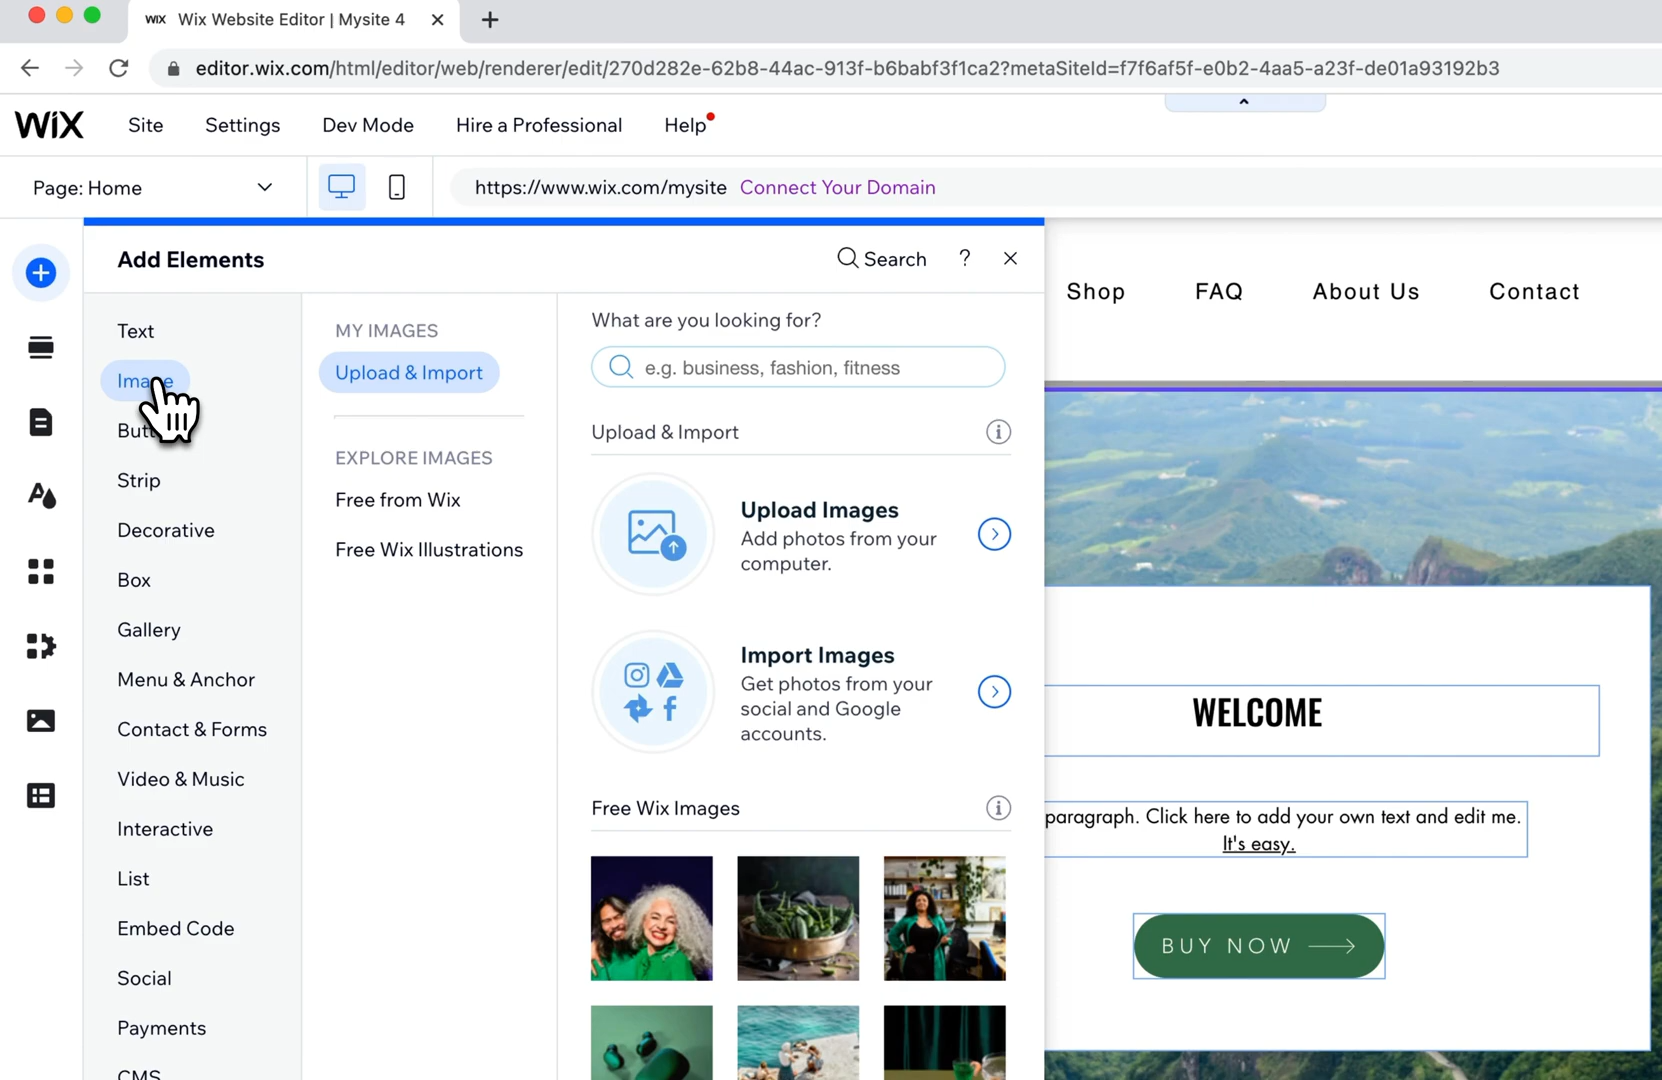 WIX Wix Website Editor | Mysite 4
editor.wix.com/html/editor/web/renderer/edit/270d282e-62b8-44ac-913f-b6babf3f1ca2?metaSiteId=f7f6af5f-e0b2-4aa5-a23f-de01a93192b3
WIX Site Settings Dev Mode Hire a Professional Help
Page: Home https://www.wix.com/mysite Connect Your Domain
Add Elements Search ?
Text
Image
Strip
Decorative
Box
Gallery
Menu & Anchor
Contact & Forms
Video & Music
Interactive
List
Embed Code
Social
Payments
CMS
MY IMAGES
Upload & Import
EXPLORE IMAGES
Free from Wix
Free Wix Illustrations
What are you looking for?
e.g. business, fashion, fitness
Upload & Import
Upload Images
Add photos from your
computer.
Import Images
Get photos from your
social and Google
accounts.
Free Wix Images
Shop FAQ About Us Contact
WELCOME
paragraph. Click here to add your own text and edit me.
It's easy.
BUY NOW